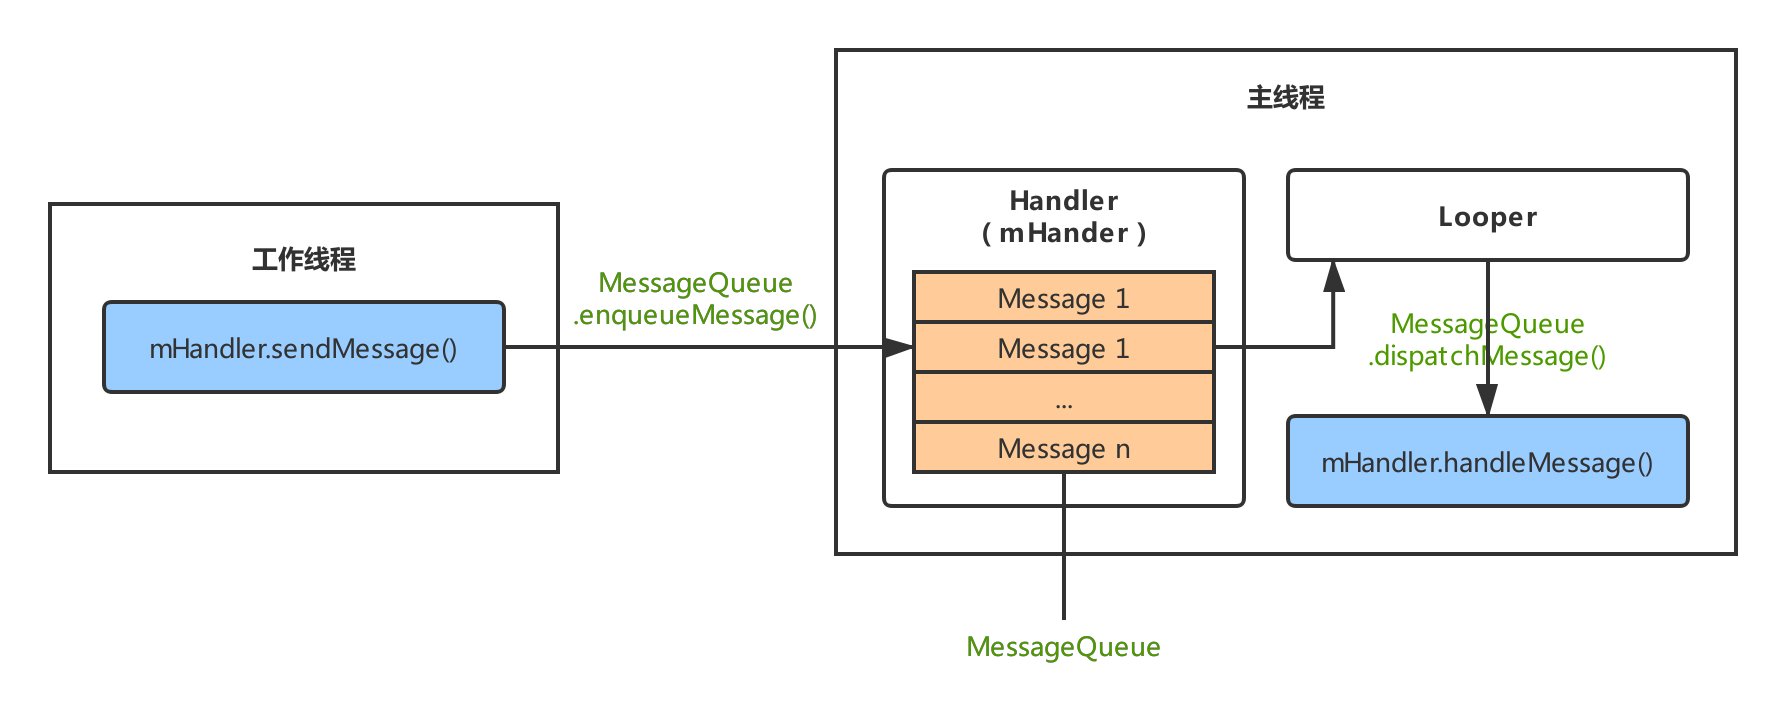 主线程
工作线程
mHandler.sendMessage()
MessageQueue
.enqueueMessage()
Handler
( mHander )
Message 1
Message 1
...
Message n
MessageQueue
Looper
MessageQueue
.dispatchMessage()
mHandler.handleMessage()